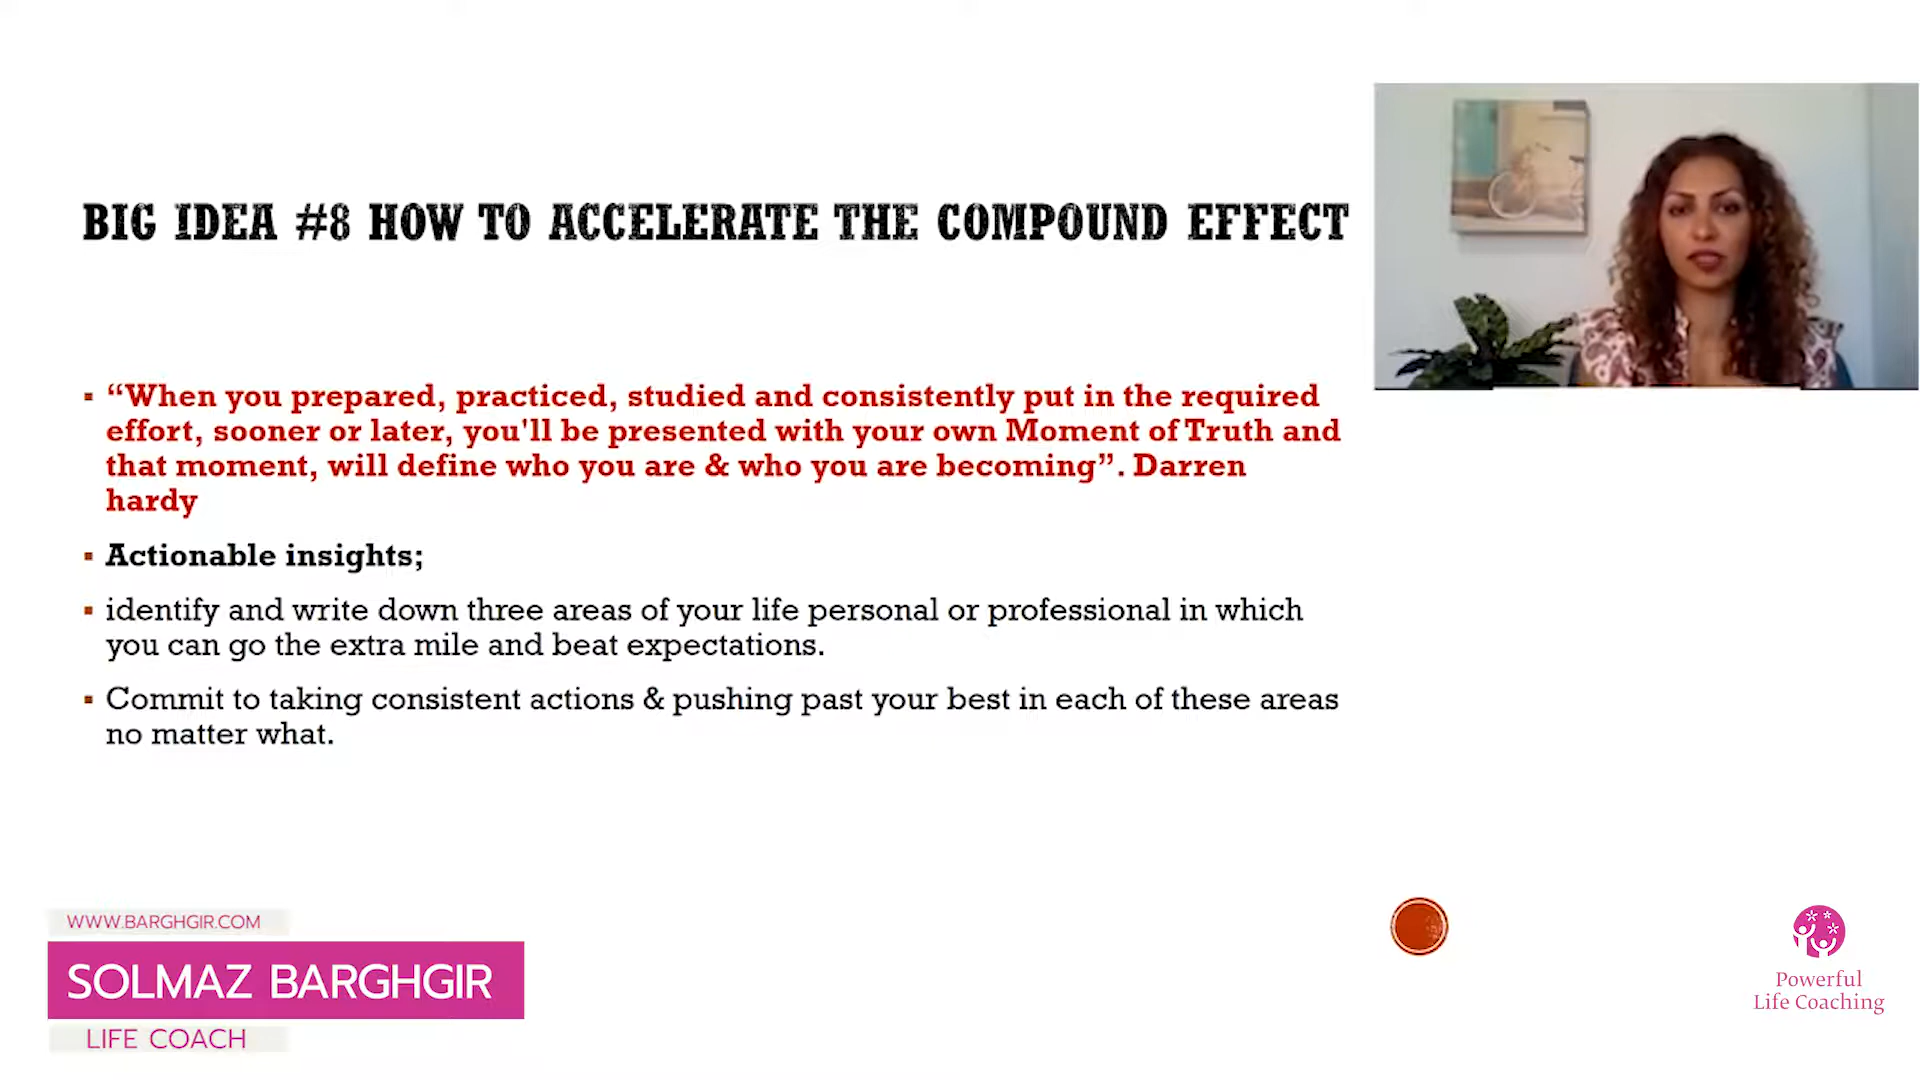 BIG IDEA #8 HOW TO ACCELERATE THE COMPOUND EFFECT
▪ “When you prepared, practiced, studied and consistently put in the required
effort, sooner or later, you'll be presented with your own Moment of Truth and
that moment, will define who you are & who you are becoming”. Darren
hardy
▪ Actionable insights;
▪ identify and write down three areas of your life personal or professional in which
you can go the extra mile and beat expectations.
▪ Commit to taking consistent actions & pushing past your best in each of these areas
no matter what.
WWW.BARGHGIR.COM
SOLMAZ BARGHGIR
LIFE COACH
Powerful
Life Coaching